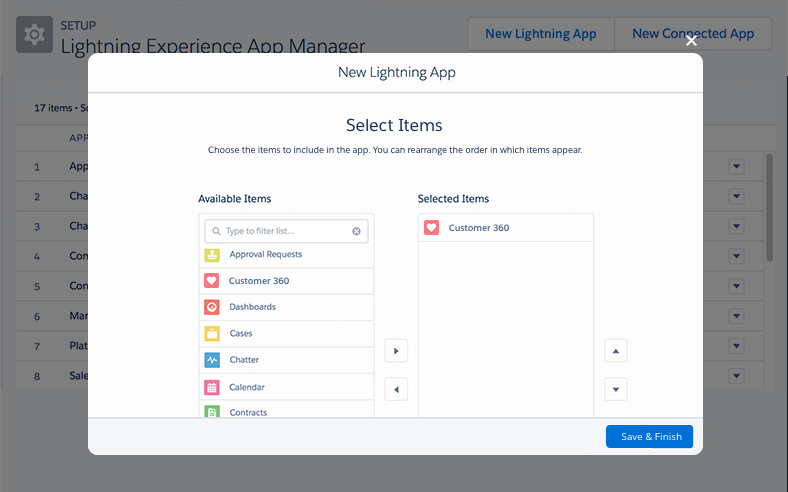 SETUP
Lightning Experience App Manager
New Lightning App
New Connected App
New Lightning App
17 items •
Select Items
Choose the items to include in the app. You can rearrange the order in which items appear.
Available Items
Selected Items
Type to filter list...
Approval Requests
Customer 360
Dashboards
Cases
Chatter
Calendar
Contracts
Customer 360
APP
1 App
2 Cha
3 Cha
4 Con
5 Con
6 Mar
7 Plat
8 Sale
Save & Finish